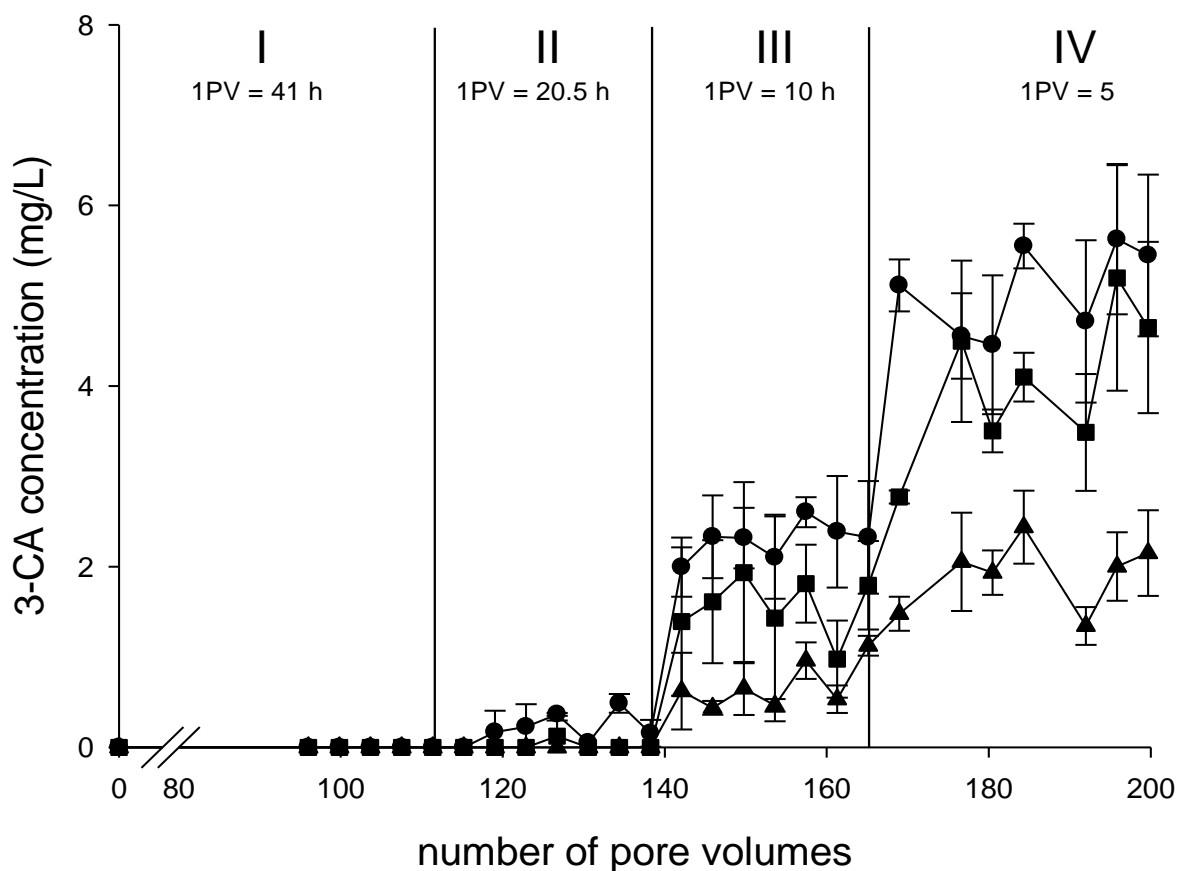 8
I II III IV
1PV = 41 h 1PV = 20.5 h 1PV = 10 h 1PV = 5
6
4
2
0
3-CA concentration (mg/L)
0 80 100 120 140 160 180 200
number of pore volumes